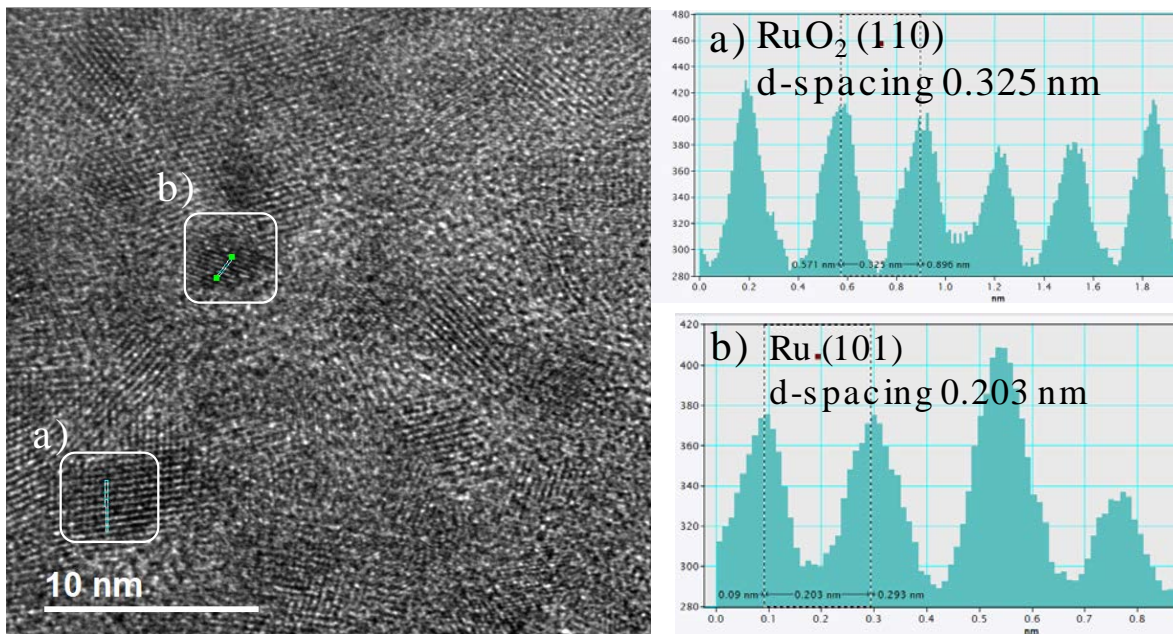 b)
a)
10 nm
a) RuO₂ (110)
d-spacing 0.325 nm
480
460
440
420
400
380
360
340
320
300
280
0.571 nm 0.325 nm 0.896 nm
0.0 0.2 0.4 0.6 0.8 1.0 1.2 1.4 1.6 1.8
nm
b) Ru (101)
d-spacing 0.203 nm
420
400
380
360
340
320
300
280
0.09 nm 0.203 nm 0.293 nm
0.0 0.1 0.2 0.3 0.4 0.5 0.6 0.7 0.8
nm